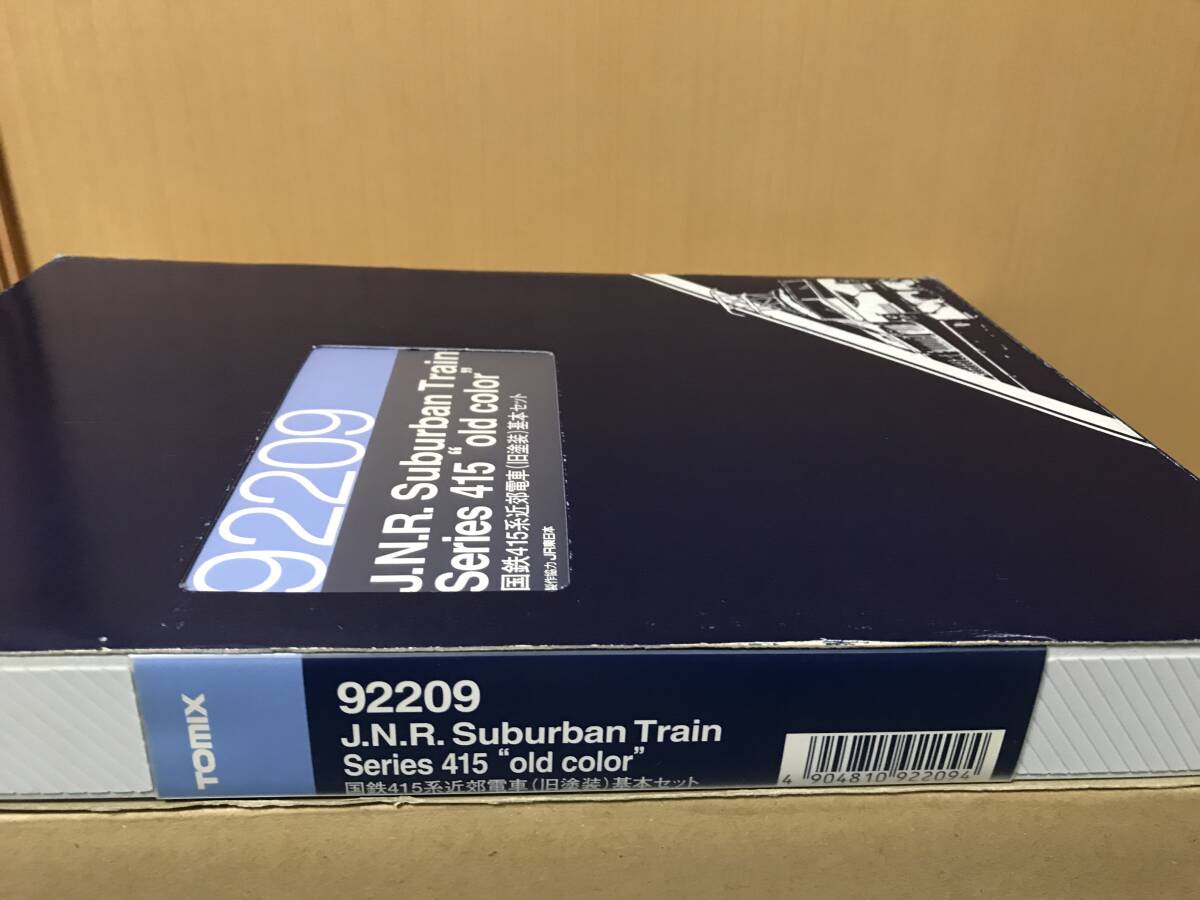 92209
J.N.R. Suburban Train
Series 415 “old color”
国鉄415系近郊電車(旧塗装)基本セット
製作協力 JR東日本
TOMIX
92209
J.N.R. Suburban Train
Series 415 “old color”
国鉄415系近郊電車(旧塗装)基本セット
4 904810 922094